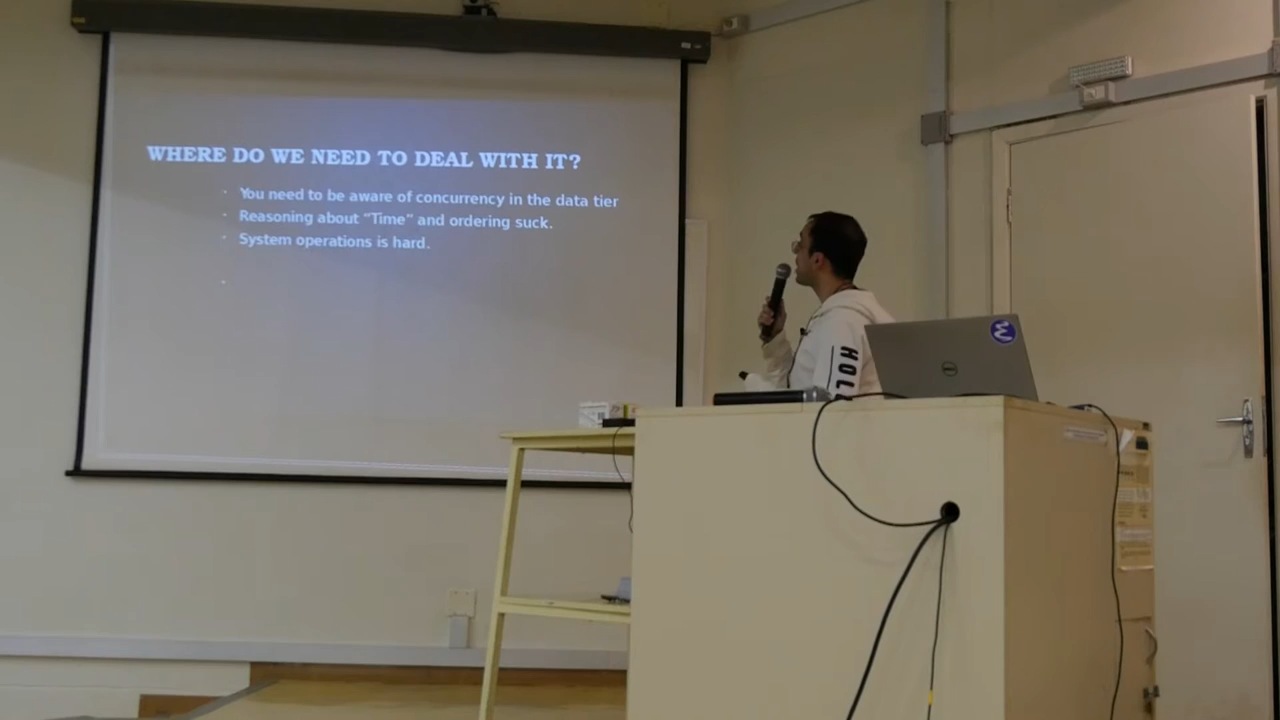 WHERE DO WE NEED TO DEAL WITH IT?
- You need to be aware of concurrency in the data tier
- Reasoning about “Time” and ordering suck.
- System operations is hard.
-
HOL
DELL